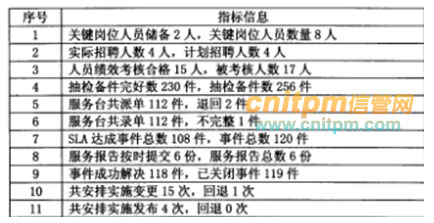 序号 指标信息
1 关键岗位人员储备 2 人，关键岗位人员数量 8 人
2 实际招聘人数 4 人，计划招聘人数 4 人
3 人员绩效考核合格 15 人，被考核人数 17 人
4 抽检备件完好数 230 件，抽检备件数 256 件
5 服务台共派单 112 件，退回 2 件
6 服务台共录单 112 件，不完整 1 件
7 SLA 达成事件总数 108 件，事件总数 120 件
8 服务报告按时提交 6 份，服务报告总数 6 份
9 事件成功解决 118 件，已关闭事件 119 件
10 共安排实施变更 15 次，回退 1 次
11 共安排实施发布 4 次，回退 0 次
cnitpm信管网
www.cnitpm.com